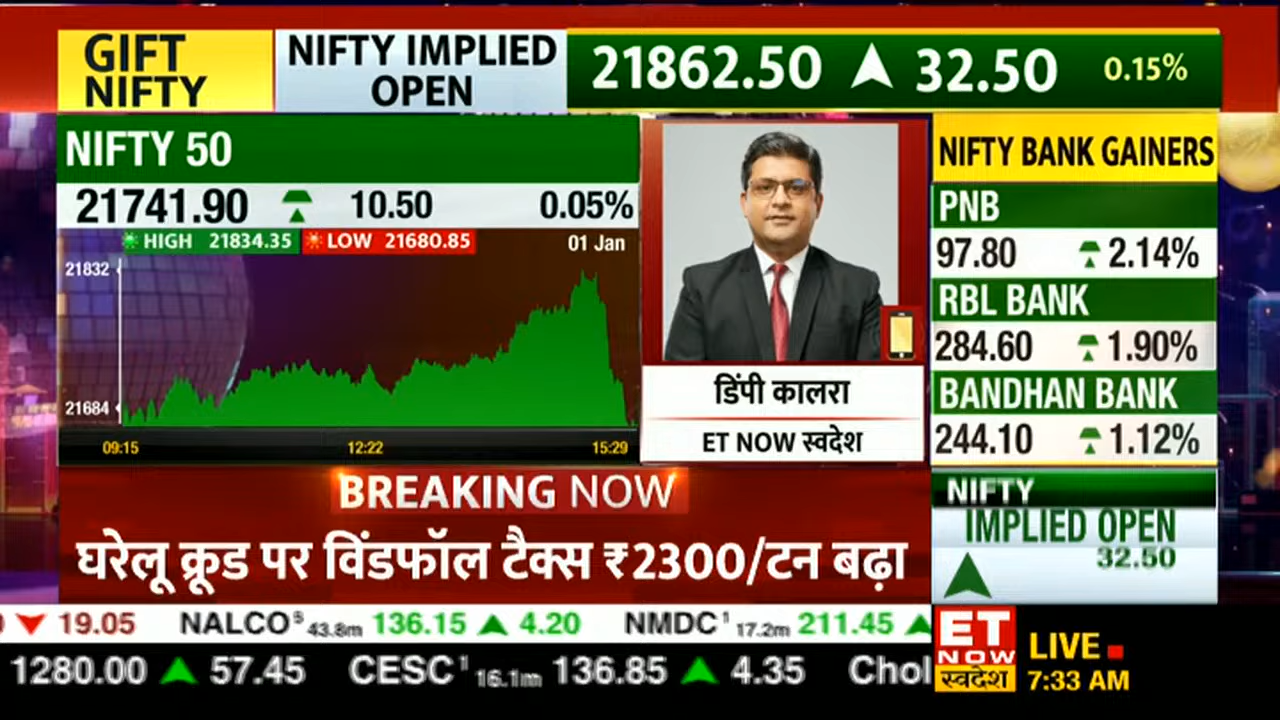 GIFT
NIFTY
NIFTY IMPLIED
OPEN
21862.50 ▲ 32.50 0.15%
NIFTY 50
21741.90 10.50 0.05%
HIGH 21834.35 LOW 21680.85 01 Jan
21832
21684
09:15 12:22 15:29
डिंपी कालरा
ET NOW स्वदेश
NIFTY BANK GAINERS
PNB
97.80 2.14%
RBL BANK
284.60 1.90%
BANDHAN BANK
244.10 1.12%
NIFTY
IMPLIED OPEN
32.50
BREAKING NOW
घरेलू क्रूड पर विंडफॉल टैक्स ₹2300/टन बढ़ा
▼ 19.05 NALCO 43.8m 136.15 ▲ 4.20 NMDC¹ 17.2m 211.45 ▲
1280.00 ▲ 57.45 CESC¹ 16.1m 136.85 ▲ 4.35 Chol
ET
NOW
स्वदेश
LIVE
7:33 AM